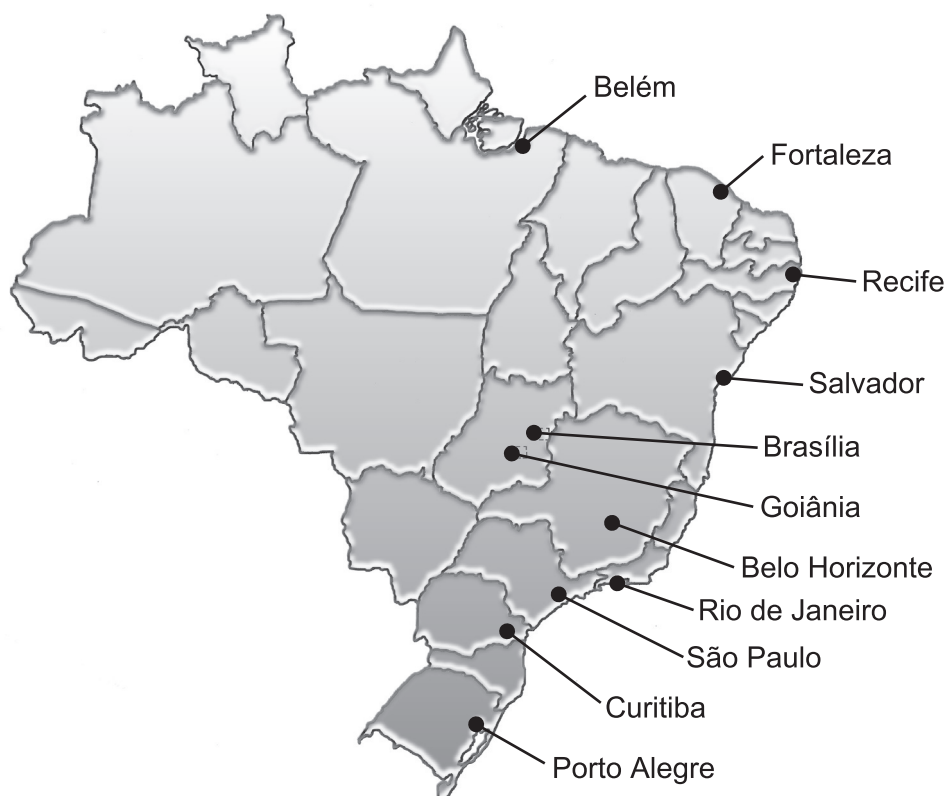 Belém
Fortaleza
Recife
Salvador
Brasília
Goiânia
Belo Horizonte
Rio de Janeiro
São Paulo
Curitiba
Porto Alegre